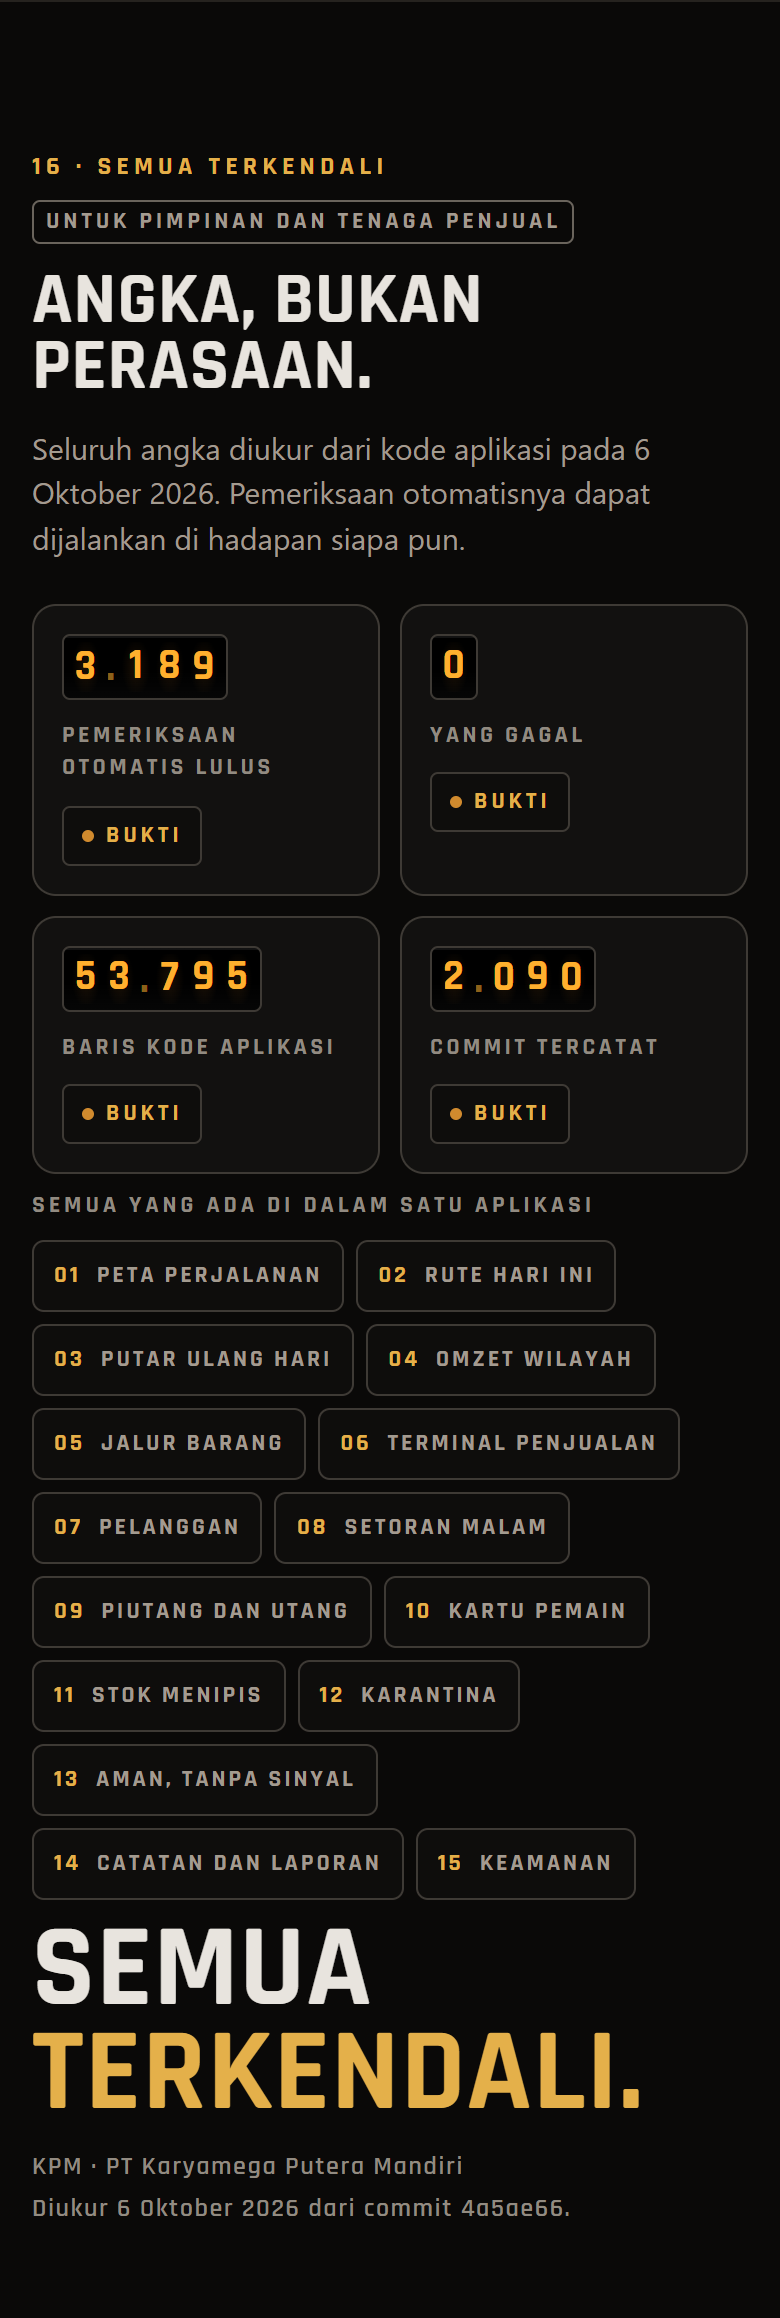 16 · SEMUA TERKENDALI
UNTUK PIMPINAN DAN TENAGA PENJUAL
ANGKA, BUKAN
PERASAAN.
Seluruh angka diukur dari kode aplikasi pada 6
Oktober 2026. Pemeriksaan otomatisnya dapat
dijalankan di hadapan siapa pun.
3.189
PEMERIKSAAN
OTOMATIS LULUS
BUKTI
0
YANG GAGAL
BUKTI
53.795
BARIS KODE APLIKASI
BUKTI
2.090
COMMIT TERCATAT
BUKTI
SEMUA YANG ADA DI DALAM SATU APLIKASI
01 PETA PERJALANAN
02 RUTE HARI INI
03 PUTAR ULANG HARI
04 OMZET WILAYAH
05 JALUR BARANG
06 TERMINAL PENJUALAN
07 PELANGGAN
08 SETORAN MALAM
09 PIUTANG DAN UTANG
10 KARTU PEMAIN
11 STOK MENIPIS
12 KARANTINA
13 AMAN, TANPA SINYAL
14 CATATAN DAN LAPORAN
15 KEAMANAN
SEMUA
TERKENDALI.
KPM · PT Karyamega Putera Mandiri
Diukur 6 Oktober 2026 dari commit 4a5ae66.